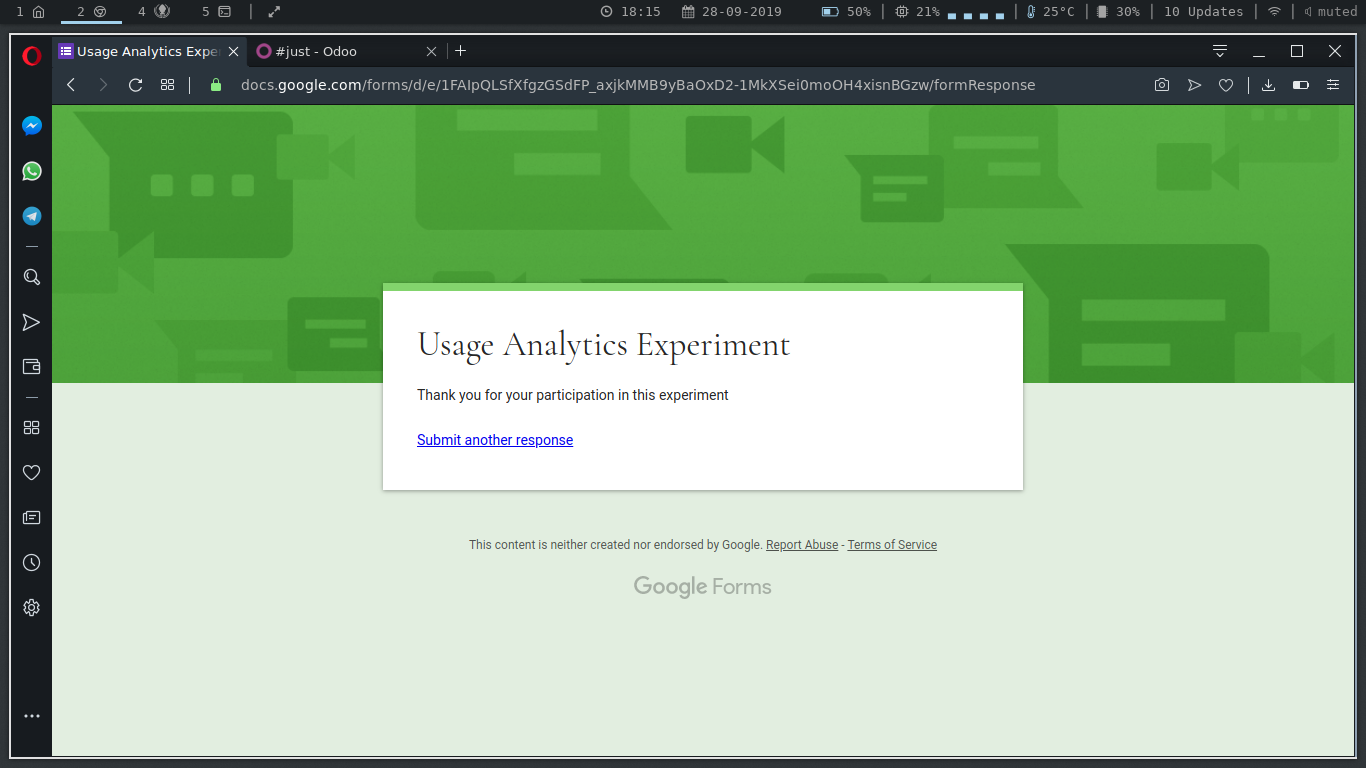 1 2 4 5 18:15 28-09-2019 50% 21% 25°C 30% 10 Updates muted
Usage Analytics Expe #just - Odoo
docs.google.com/forms/d/e/1FAIpQLSfXfgzGSdFP_axjkMMB9yBaOxD2-1MkXSei0moOH4xisnBGzw/formResponse
Usage Analytics Experiment
Thank you for your participation in this experiment
Submit another response
This content is neither created nor endorsed by Google. Report Abuse - Terms of Service
Google Forms